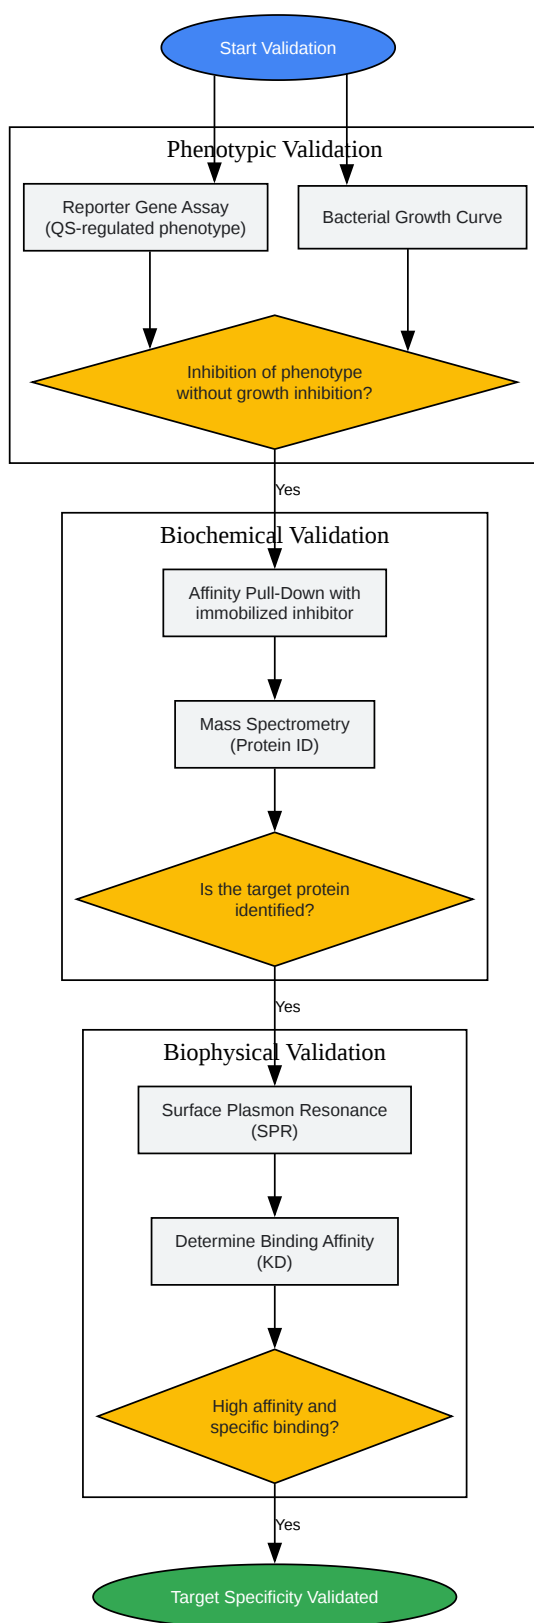 Start Validation
Phenotypic Validation
Reporter Gene Assay
(QS-regulated phenotype)
Bacterial Growth Curve
Inhibition of phenotype
without growth inhibition?
Yes
Biochemical Validation
Affinity Pull-Down with
immobilized inhibitor
Mass Spectrometry
(Protein ID)
Is the target protein
identified?
Yes
Biophysical Validation
Surface Plasmon Resonance
(SPR)
Determine Binding Affinity
(KD)
High affinity and
specific binding?
Yes
Target Specificity Validated